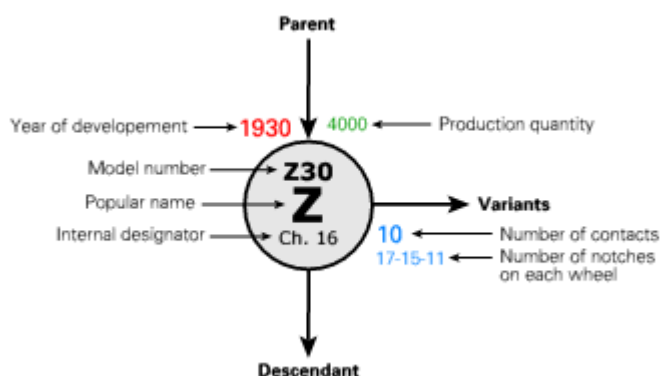 Parent
Year of developement 1930 4000 Production quantity
Model number Z30
Popular name Z Variants
Internal designator Ch. 16 10 Number of contacts
17-15-11 Number of notches
on each wheel
Descendant